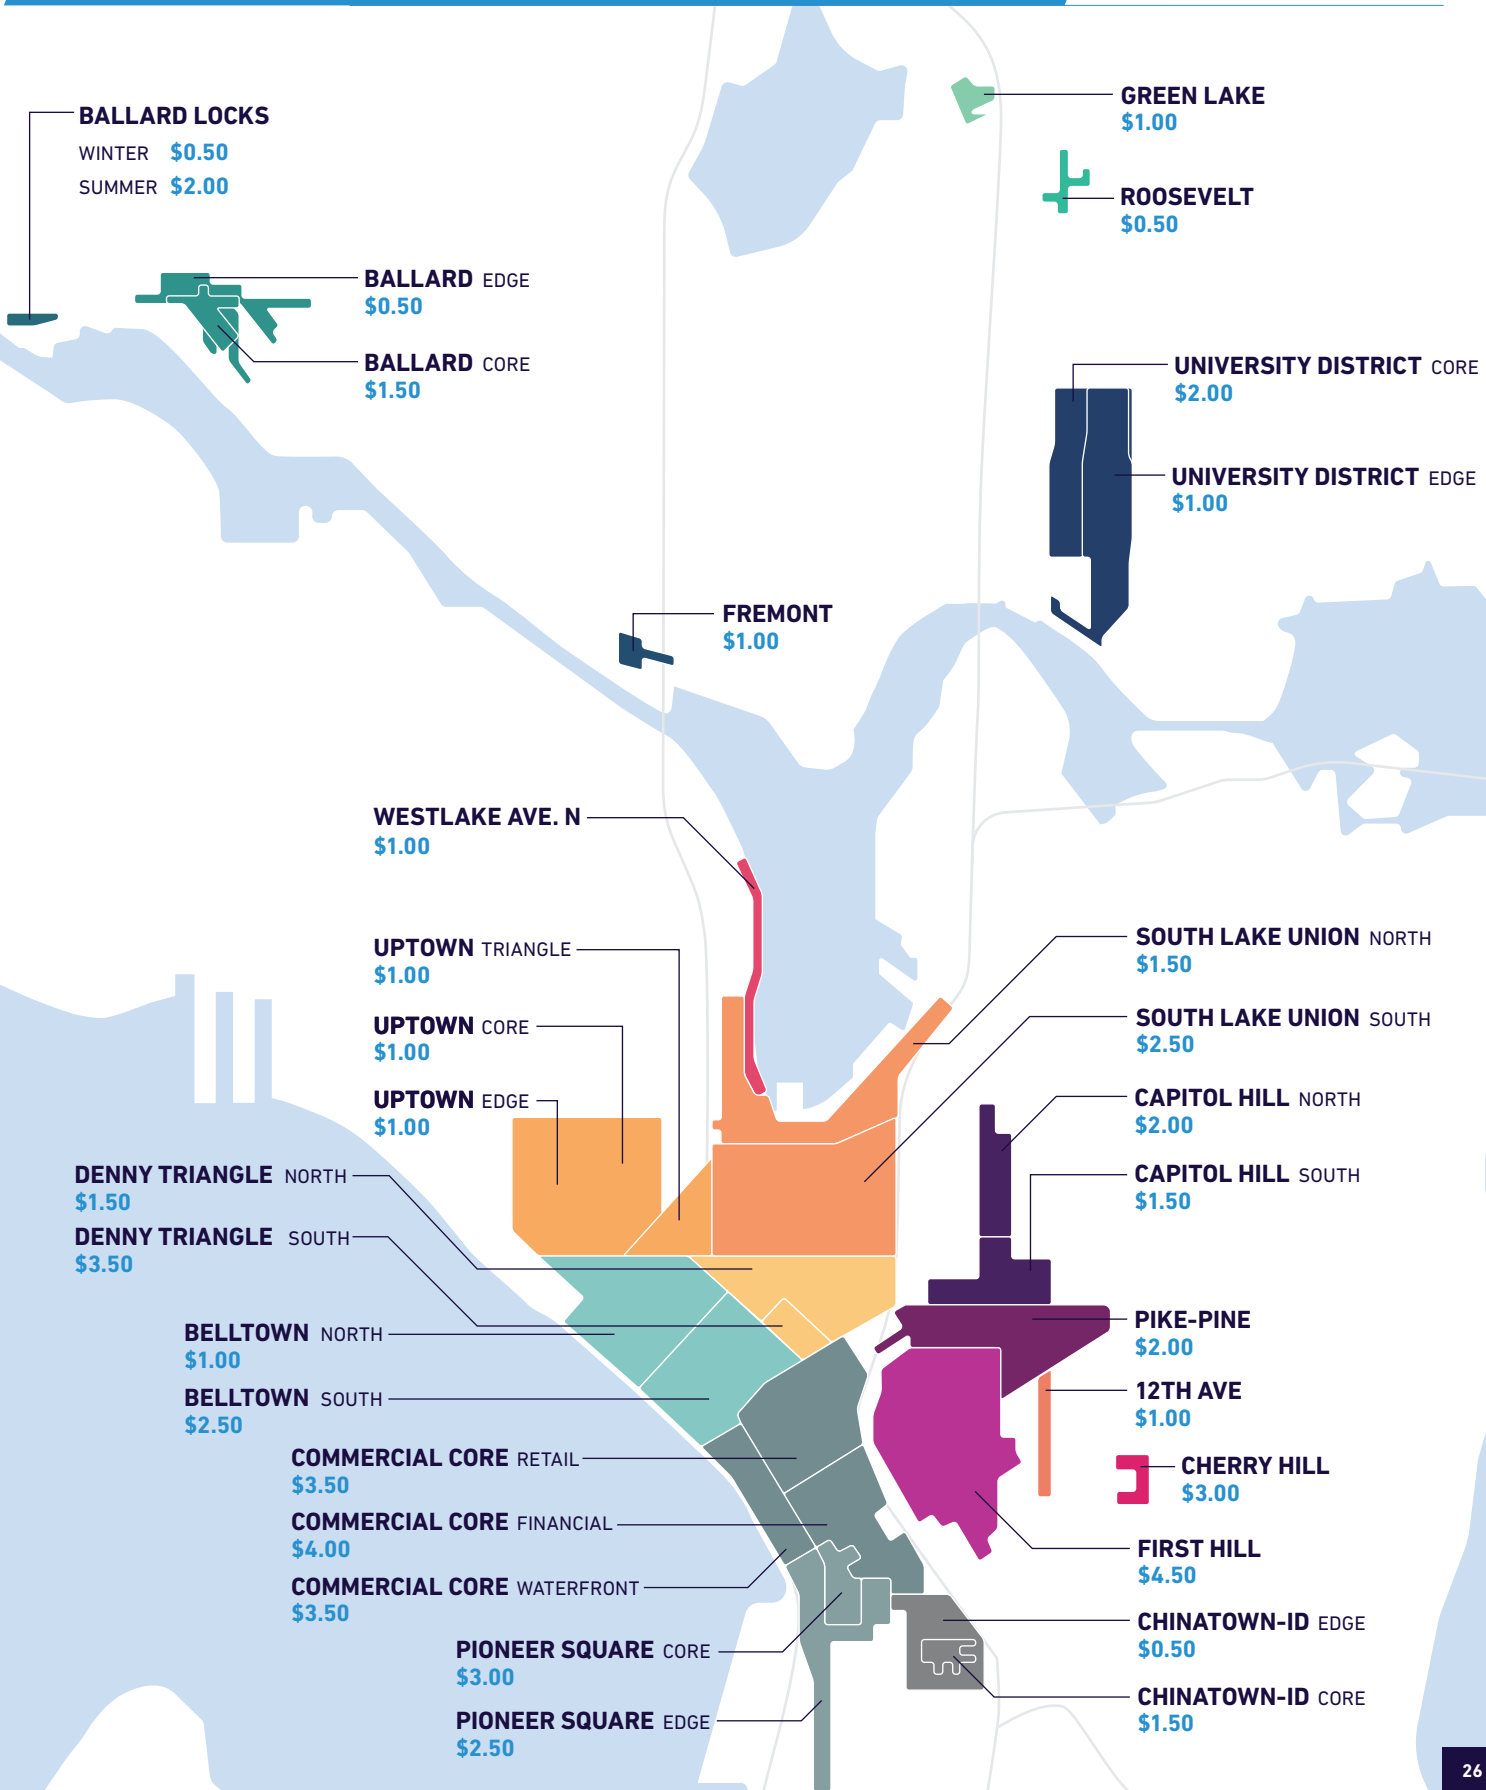 BALLARD LOCKS
WINTER $0.50
SUMMER $2.00
GREEN LAKE
$1.00
ROOSEVELT
$0.50
BALLARD EDGE
$0.50
BALLARD CORE
$1.50
UNIVERSITY DISTRICT CORE
$2.00
UNIVERSITY DISTRICT EDGE
$1.00
FREMONT
$1.00
WESTLAKE AVE. N
$1.00
UPTOWN TRIANGLE
$1.00
UPTOWN CORE
$1.00
UPTOWN EDGE
$1.00
DENNY TRIANGLE NORTH
$1.50
DENNY TRIANGLE SOUTH
$3.50
BELLTOWN NORTH
$1.00
BELLTOWN SOUTH
$2.50
COMMERCIAL CORE RETAIL
$3.50
COMMERCIAL CORE FINANCIAL
$4.00
COMMERCIAL CORE WATERFRONT
$3.50
PIONEER SQUARE CORE
$3.00
PIONEER SQUARE EDGE
$2.50
SOUTH LAKE UNION NORTH
$1.50
SOUTH LAKE UNION SOUTH
$2.50
CAPITOL HILL NORTH
$2.00
CAPITOL HILL SOUTH
$1.50
PIKE-PINE
$2.00
12TH AVE
$1.00
CHERRY HILL
$3.00
FIRST HILL
$4.50
CHINATOWN-ID EDGE
$0.50
CHINATOWN-ID CORE
$1.50
26